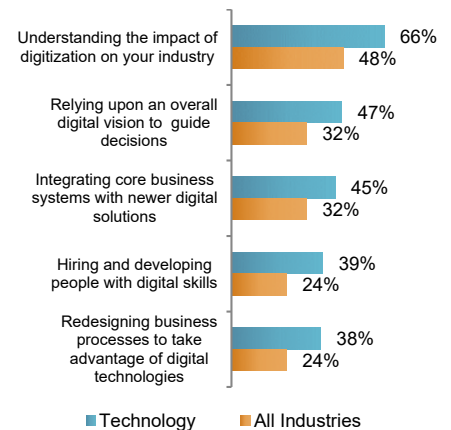 Understanding the impact of
digitization on your industry
66%
48%
Relying upon an overall
digital vision to guide
decisions
47%
32%
Integrating core business
systems with newer digital
solutions
45%
32%
Hiring and developing
people with digital skills
39%
24%
Redesigning business
processes to take
advantage of digital
technologies
38%
24%
Technology
All Industries